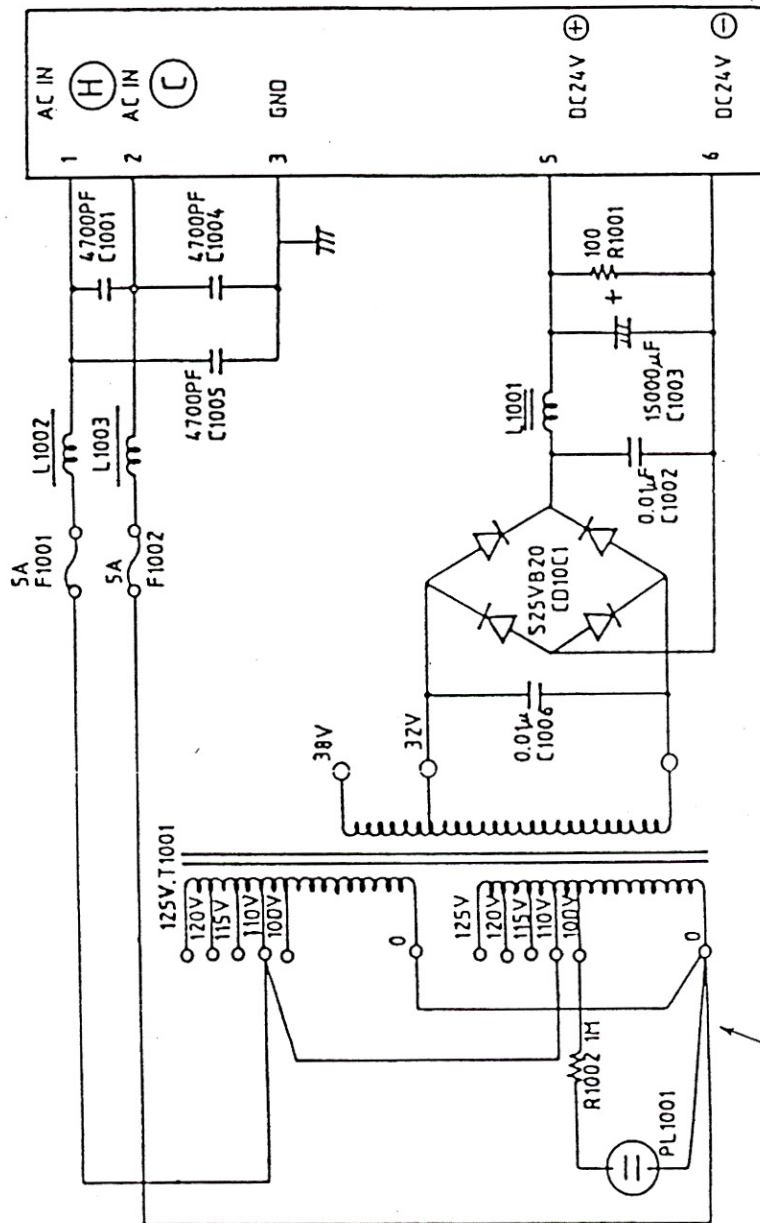 AC IN
H
AC IN
C
GND
DC24V +
DC24V −
1
2
3
5
6
4700PF
C1001
4700PF
C1004
4700PF
C1005
100
R1001
+
15000µF
C1003
L1002
L1003
L1001
0.01µF
C1002
5A
F1001
5A
F1002
S25VB20
CD10C1
0.01µ
C1006
38V
32V
125V.T1001
120V
115V
110V
100V
0
125V
120V
115V
110V
100V
0
R1002 1M
PL1001